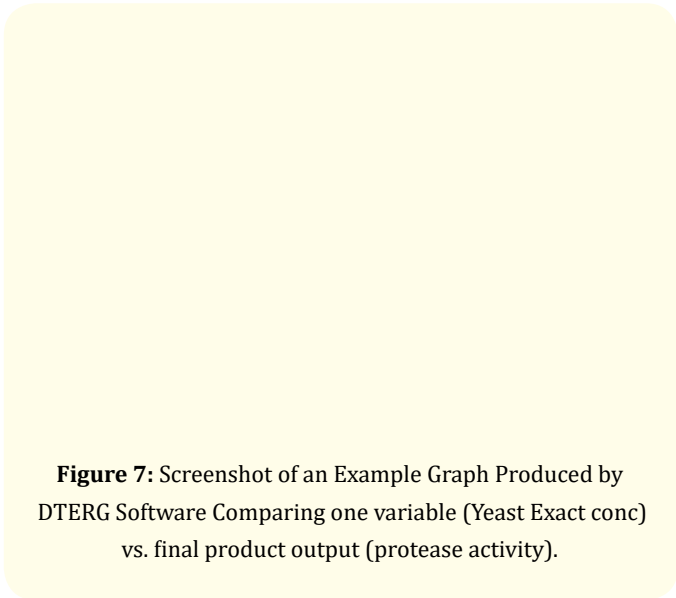 Figure 7: Screenshot of an Example Graph Produced by
DTERG Software Comparing one variable (Yeast Exact conc)
vs. final product output (protease activity).